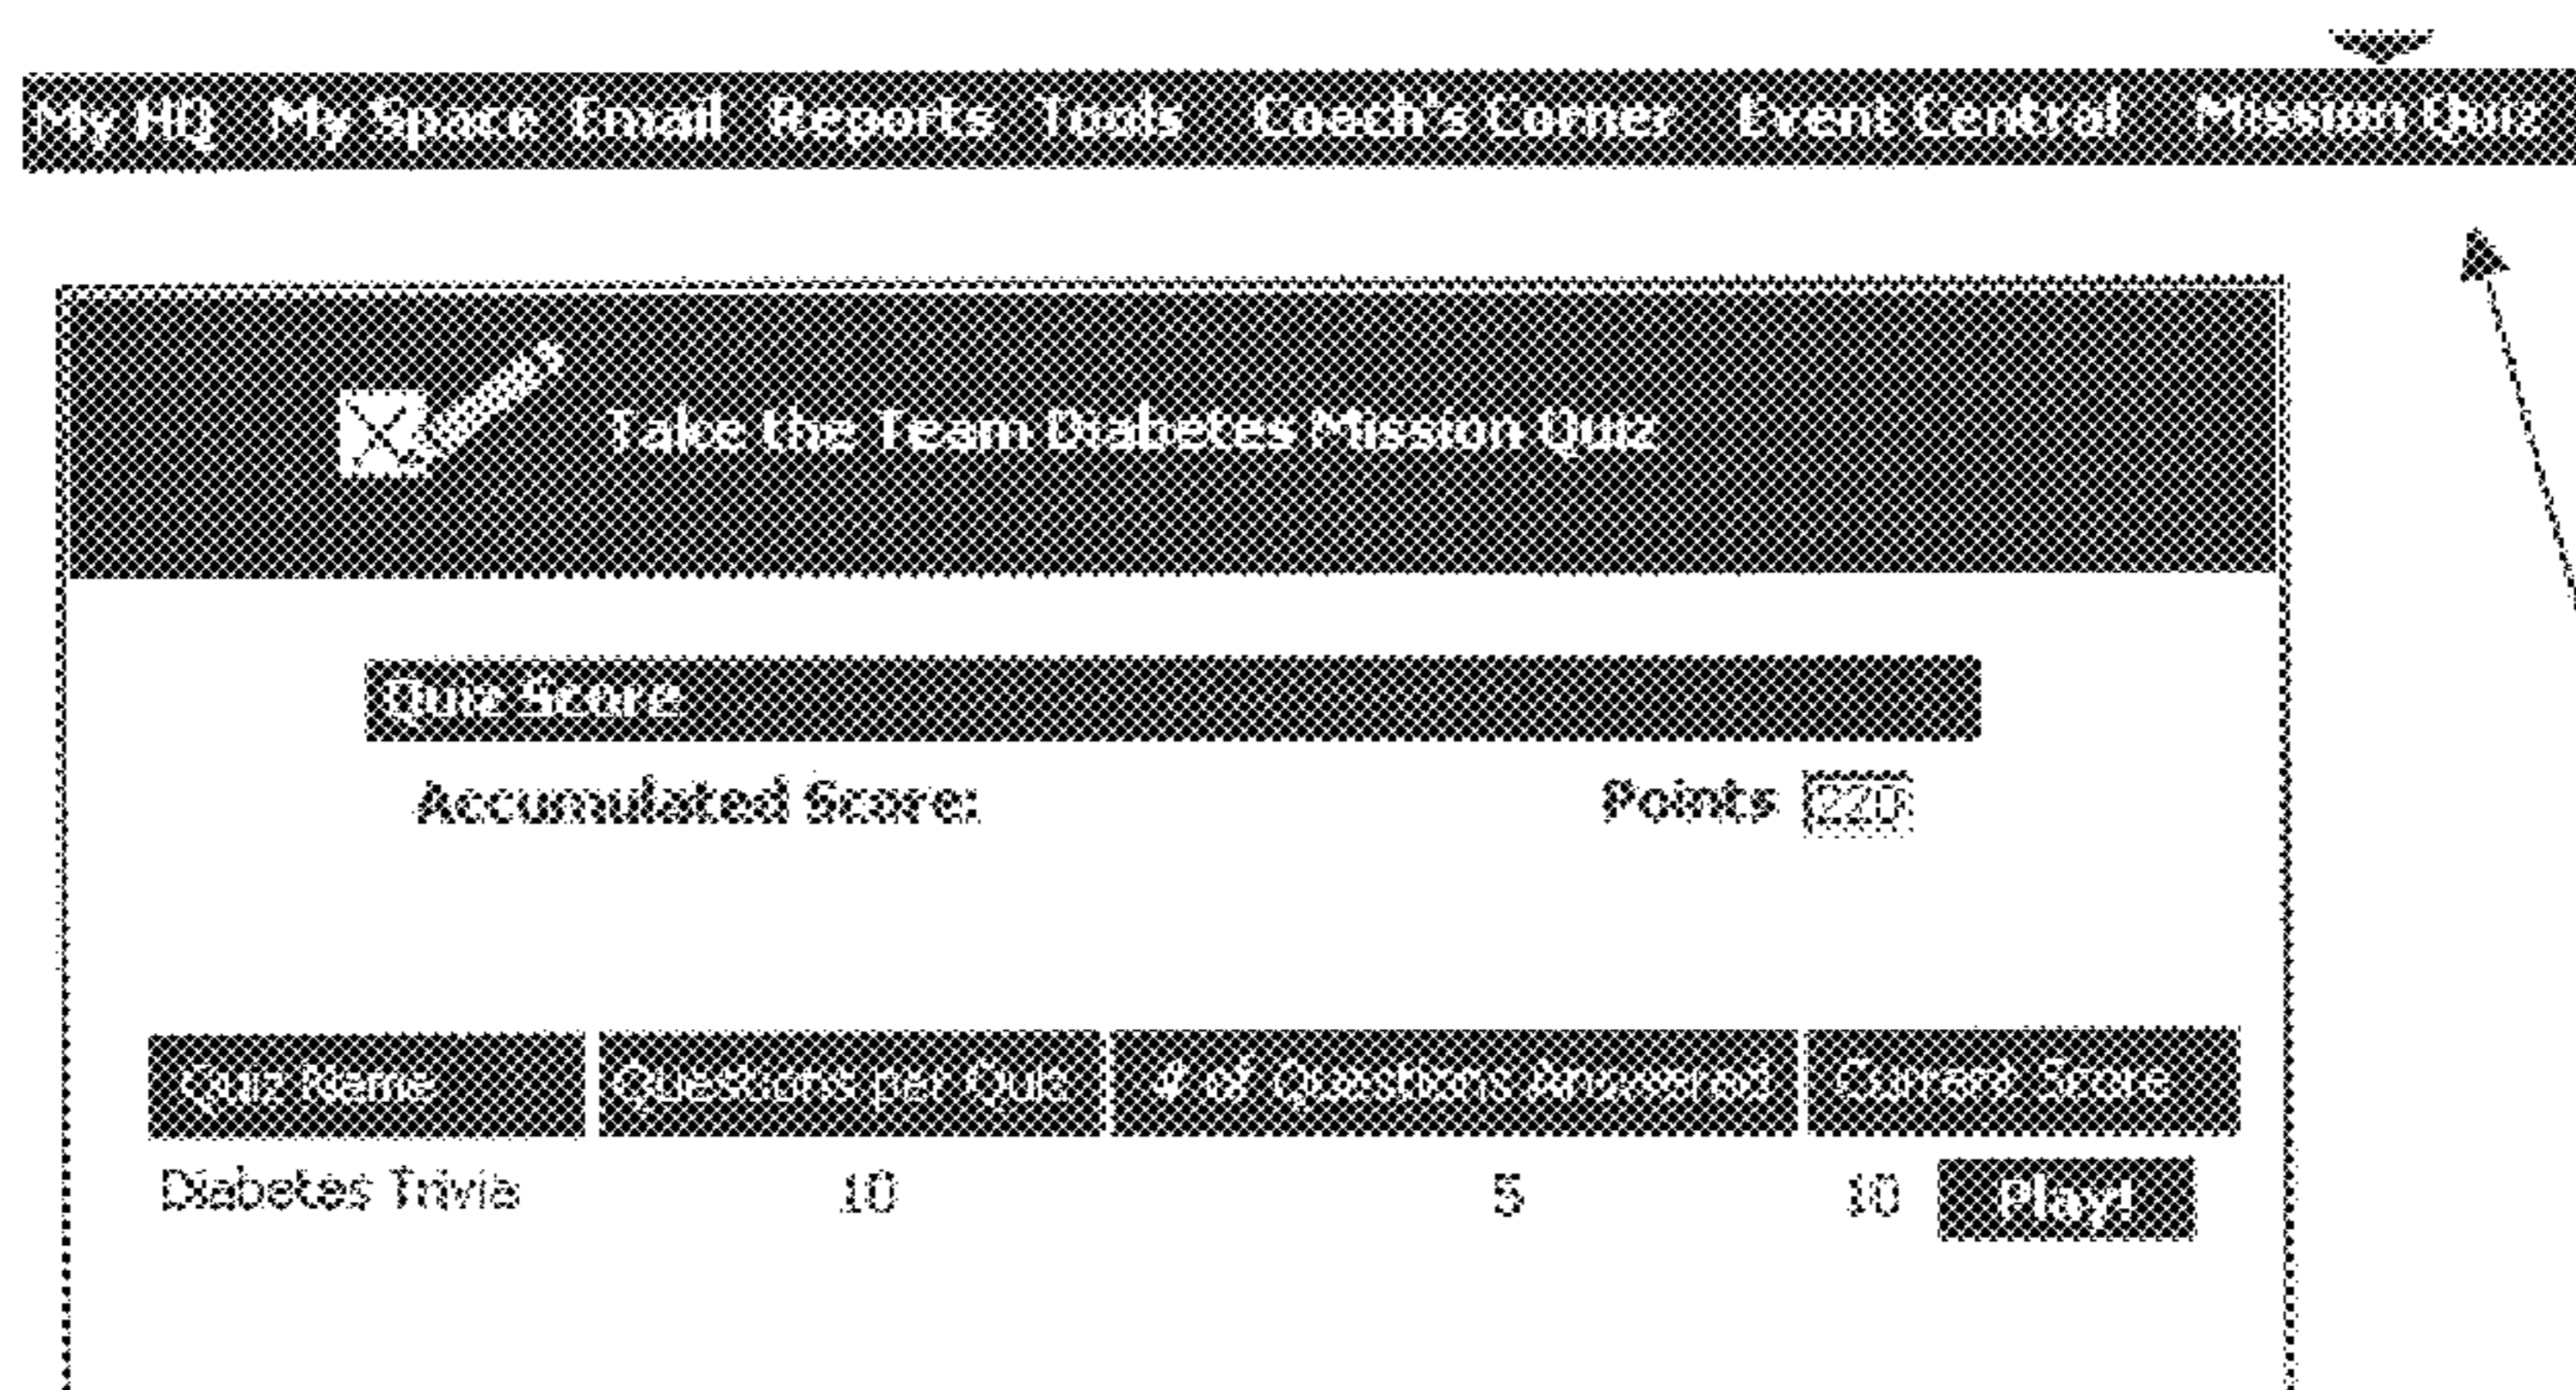 My HQ My Space Email Reports Tools Coach's Corner Event Central Mission Quiz
Take the Team Diabetes Mission Quiz
Quiz Score
Accumulated Score: Points 220
Quiz Name Questions per Quiz # of Questions Answered Current Score
Diabetes Trivia 10 5 10 Play!